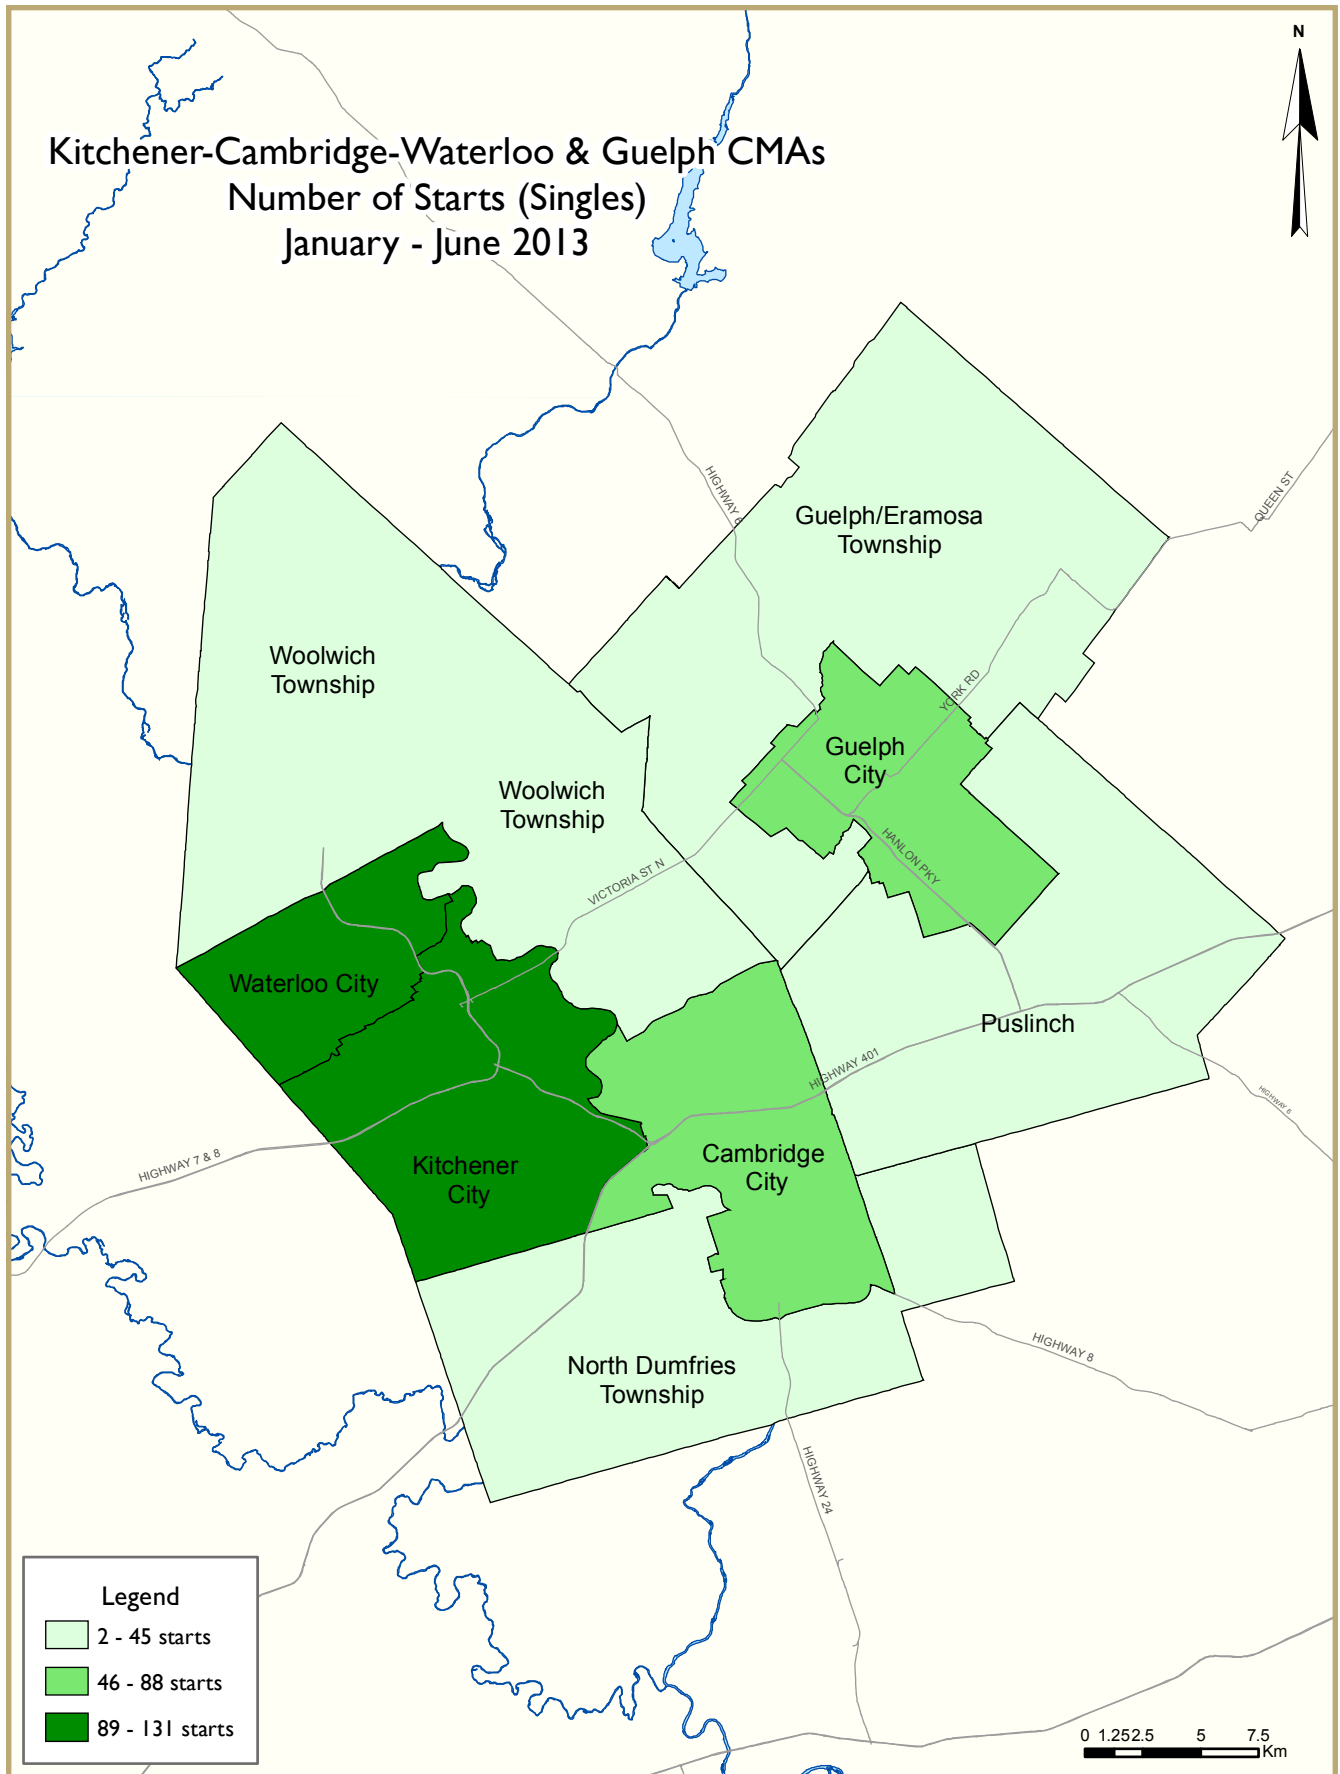 N
Kitchener-Cambridge-Waterloo & Guelph CMAs
Number of Starts (Singles)
January - June 2013
HIGHWAY 6
QUEEN ST
Guelph/Eramosa
Township
Woolwich
Township
YORK RD
Guelph
City
Woolwich
Township
HANLON PKY
VICTORIA ST N
Waterloo City
Puslinch
HIGHWAY 401
HIGHWAY 6
Cambridge
City
Kitchener
City
HIGHWAY 7 & 8
HIGHWAY 8
North Dumfries
Township
HIGHWAY 24
Legend
2 - 45 starts
46 - 88 starts
89 - 131 starts
0 1.25 2.5 5 7.5
Km